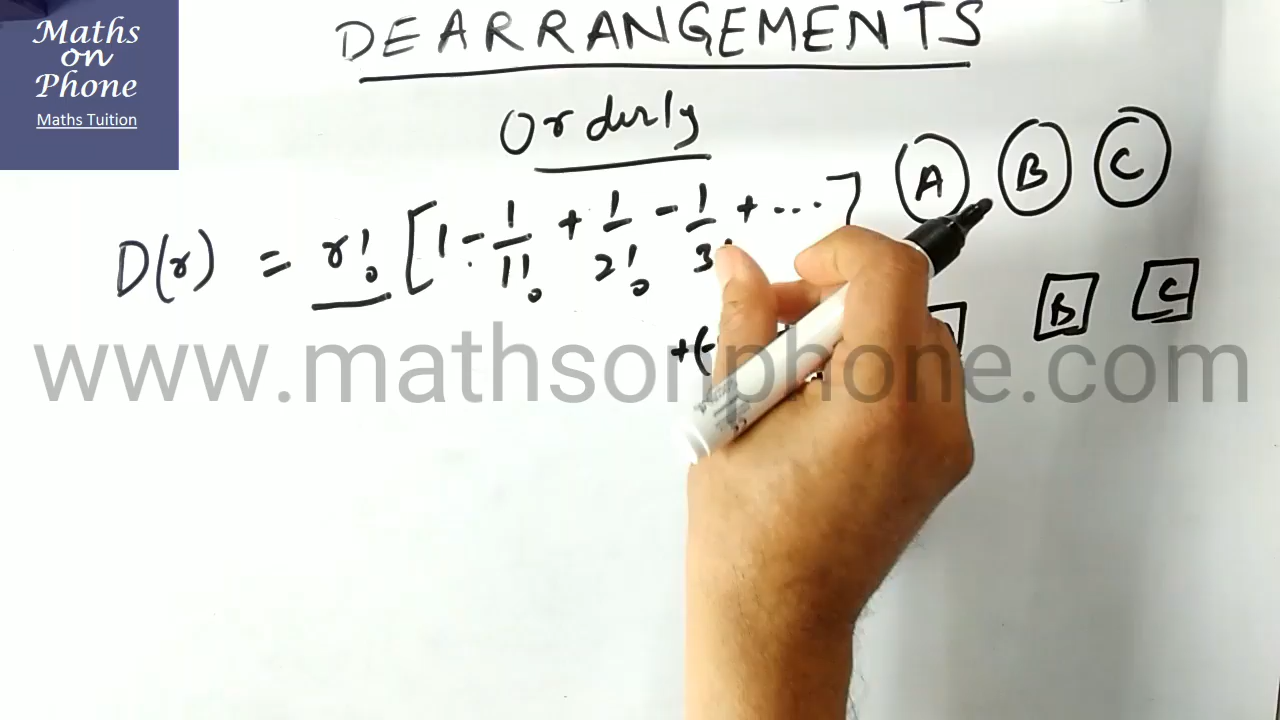 Maths
on
Phone
Maths Tuition
DEARRANGEMENTS
Orderly
A B C
D(r) = r! [1 - 1/1! + 1/2! - 1/3! + ...]
B C
+(-
www.mathsonphone.com